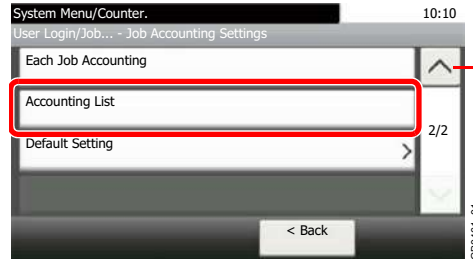 System Menu/Counter. 10:10
User Login/Job... - Job Accounting Settings
Each Job Accounting
Accounting List
2/2
Default Setting
< Back